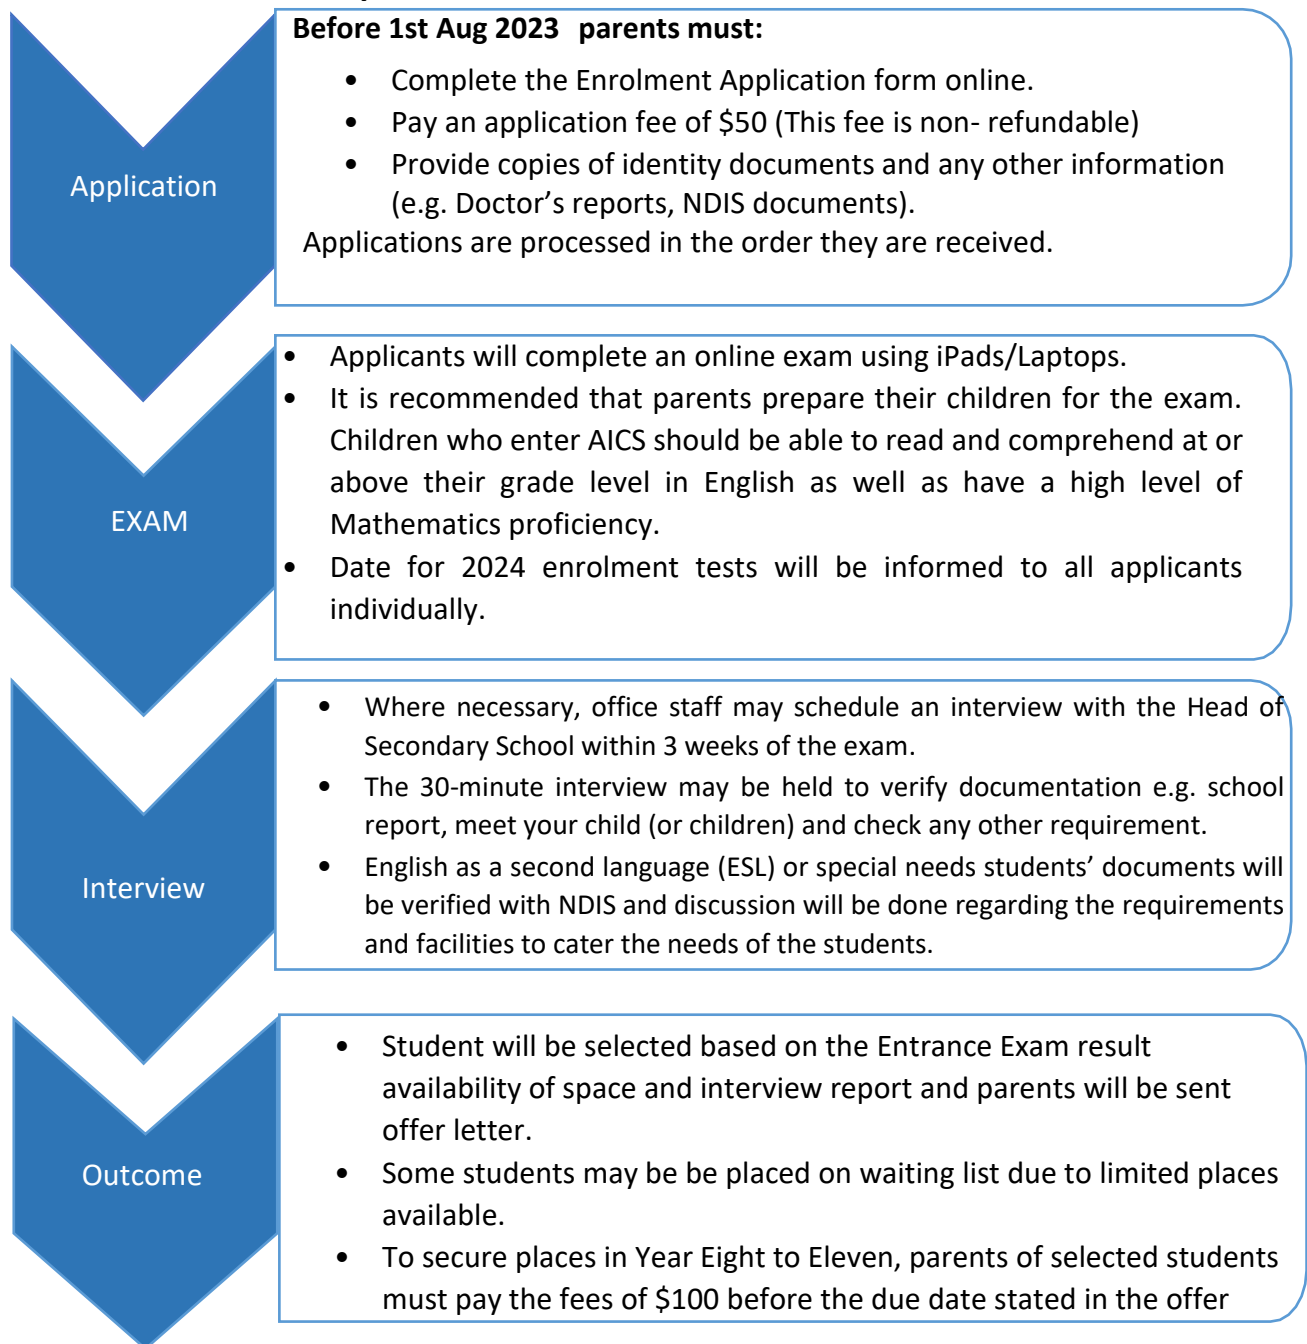 Before 1st Aug 2023 parents must:
• Complete the Enrolment Application form online.
• Pay an application fee of $50 (This fee is non- refundable)
• Provide copies of identity documents and any other information
(e.g. Doctor’s reports, NDIS documents).
Applications are processed in the order they are received.
Application
• Applicants will complete an online exam using iPads/Laptops.
• It is recommended that parents prepare their children for the exam.
Children who enter AICS should be able to read and comprehend at or
above their grade level in English as well as have a high level of
Mathematics proficiency.
• Date for 2024 enrolment tests will be informed to all applicants
individually.
EXAM
• Where necessary, office staff may schedule an interview with the Head of
Secondary School within 3 weeks of the exam.
• The 30-minute interview may be held to verify documentation e.g. school
report, meet your child (or children) and check any other requirement.
• English as a second language (ESL) or special needs students’ documents will
be verified with NDIS and discussion will be done regarding the requirements
and facilities to cater the needs of the students.
Interview
• Student will be selected based on the Entrance Exam result
availability of space and interview report and parents will be sent
offer letter.
• Some students may be be placed on waiting list due to limited places
available.
• To secure places in Year Eight to Eleven, parents of selected students
must pay the fees of $100 before the due date stated in the offer
Outcome